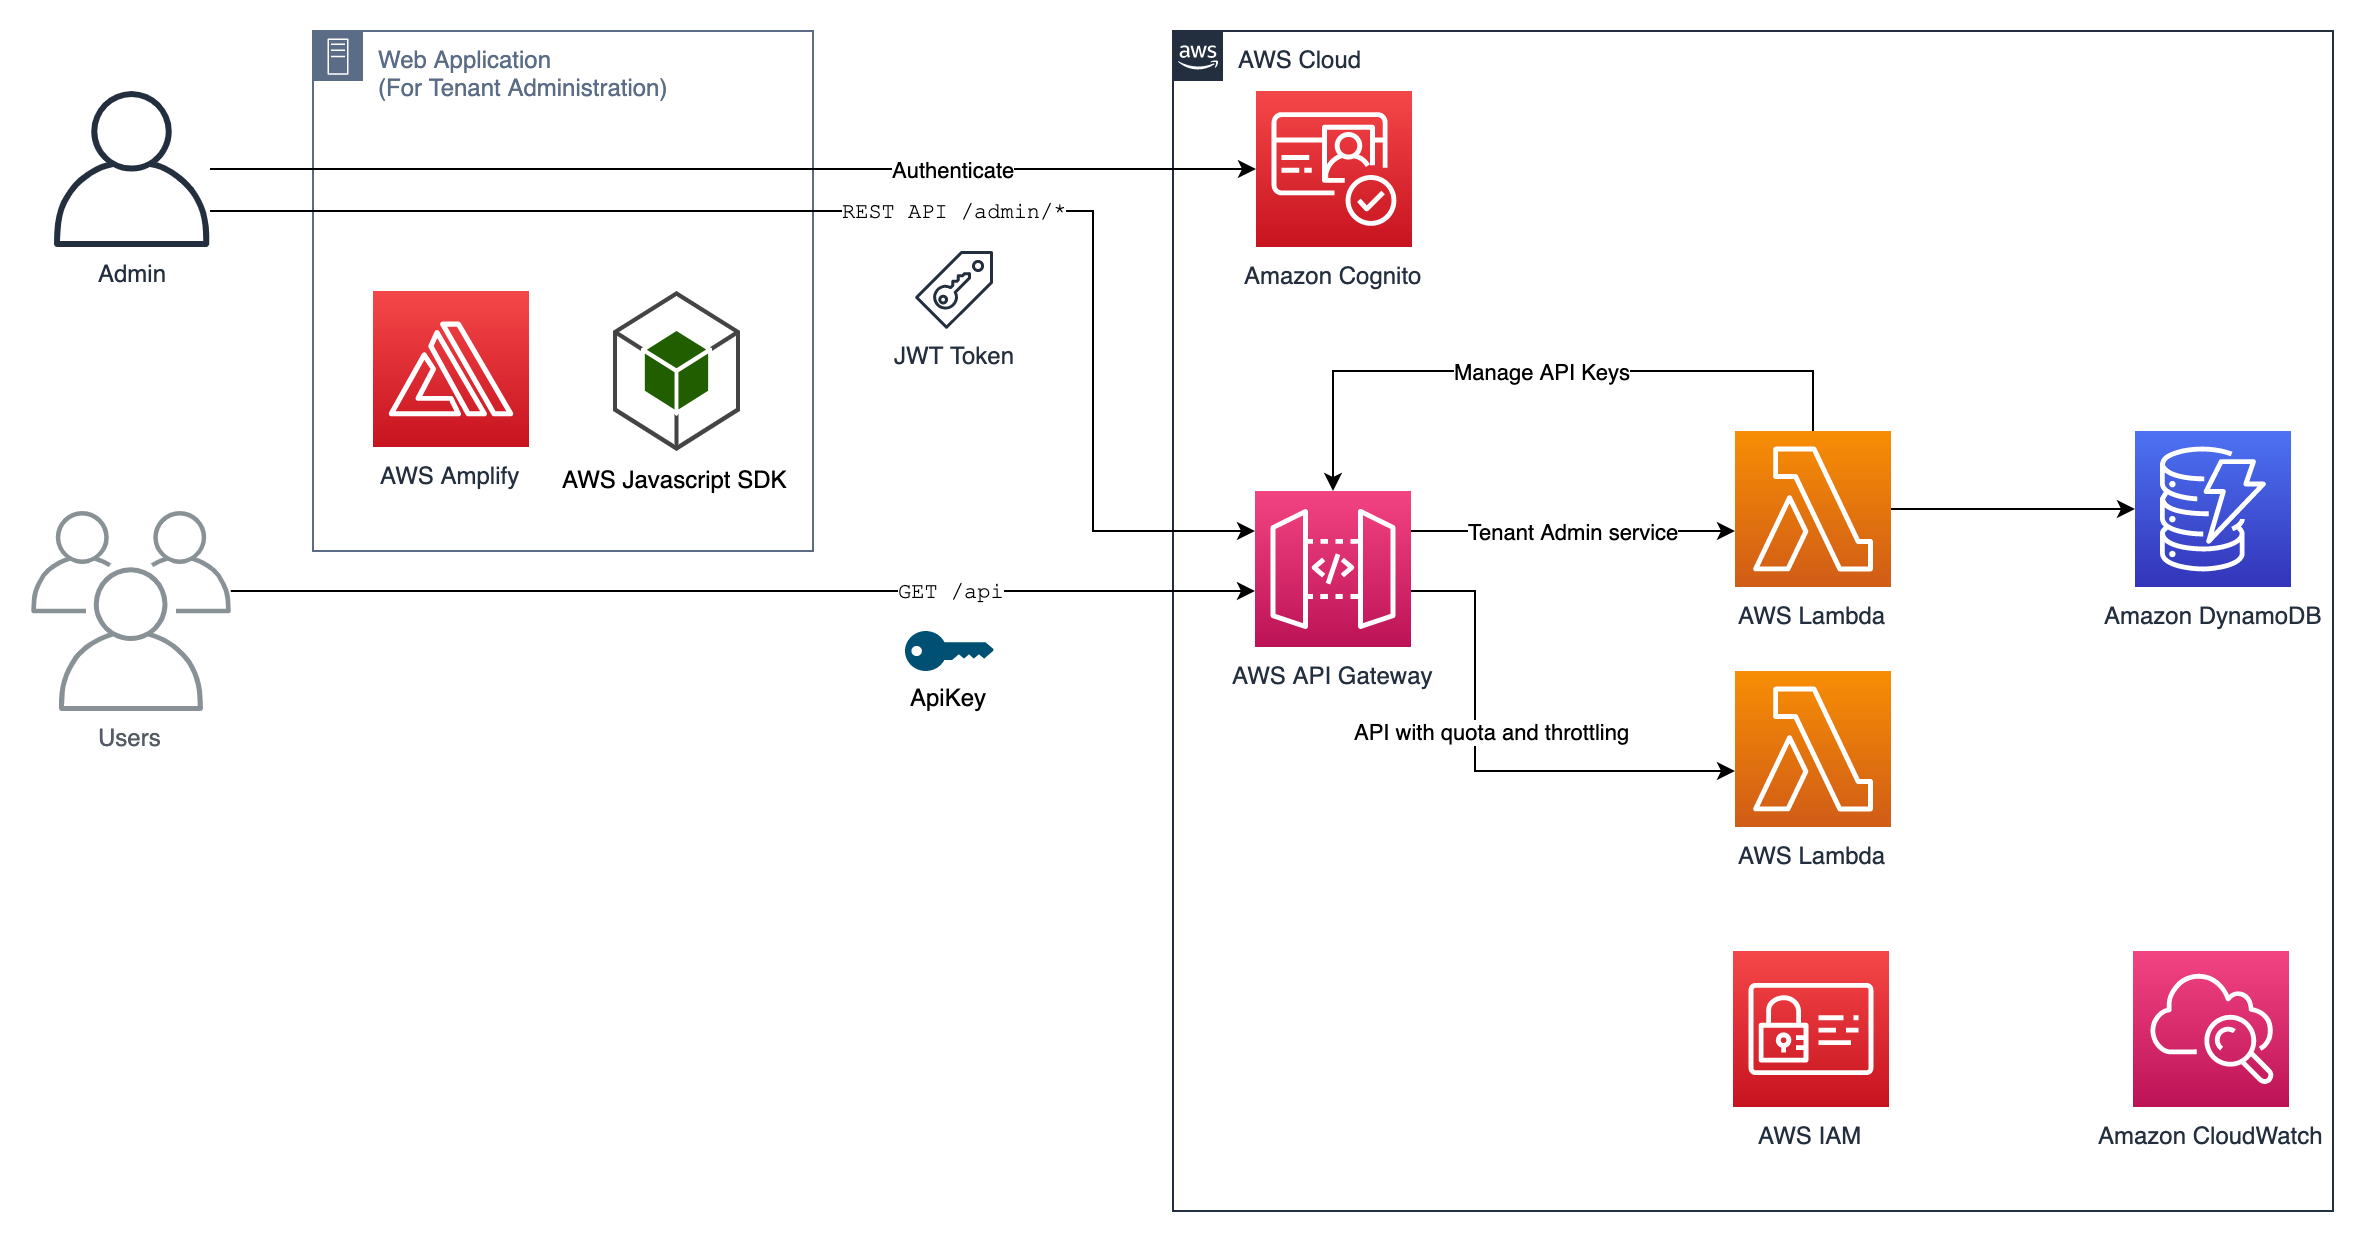 Web Application
(For Tenant Administration)
aws
AWS Cloud
Authenticate
REST API /admin/*
Admin
Amazon Cognito
JWT Token
Manage API Keys
AWS Amplify
AWS Javascript SDK
Tenant Admin service
GET /api
AWS Lambda
Amazon DynamoDB
AWS API Gateway
ApiKey
Users
API with quota and throttling
AWS Lambda
AWS IAM
Amazon CloudWatch